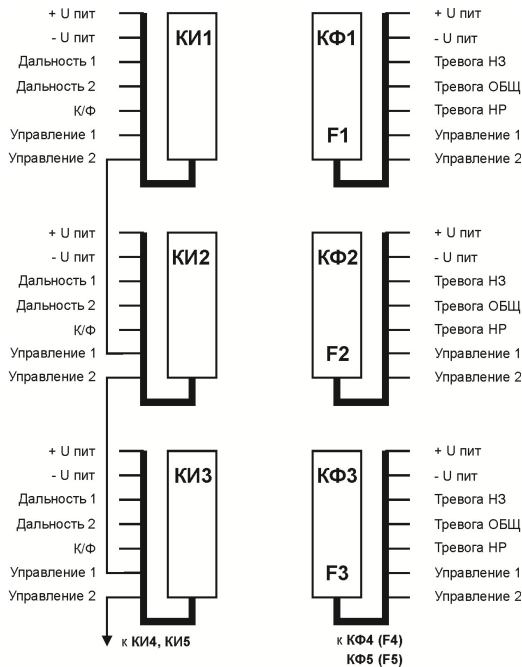 + U пит
- U пит
Дальность 1
Дальность 2
К/Ф
Управление 1
Управление 2
КИ1
КФ1
F1
+ U пит
- U пит
Тревога НЗ
Тревога ОБЩ
Тревога НР
Управление 1
Управление 2
+ U пит
- U пит
Дальность 1
Дальность 2
К/Ф
Управление 1
Управление 2
КИ2
КФ2
F2
+ U пит
- U пит
Тревога НЗ
Тревога ОБЩ
Тревога НР
Управление 1
Управление 2
+ U пит
- U пит
Дальность 1
Дальность 2
К/Ф
Управление 1
Управление 2
КИ3
КФ3
F3
+ U пит
- U пит
Тревога НЗ
Тревога ОБЩ
Тревога НР
Управление 1
Управление 2
к КИ4, КИ5
к КФ4 (F4)
КФ5 (F5)